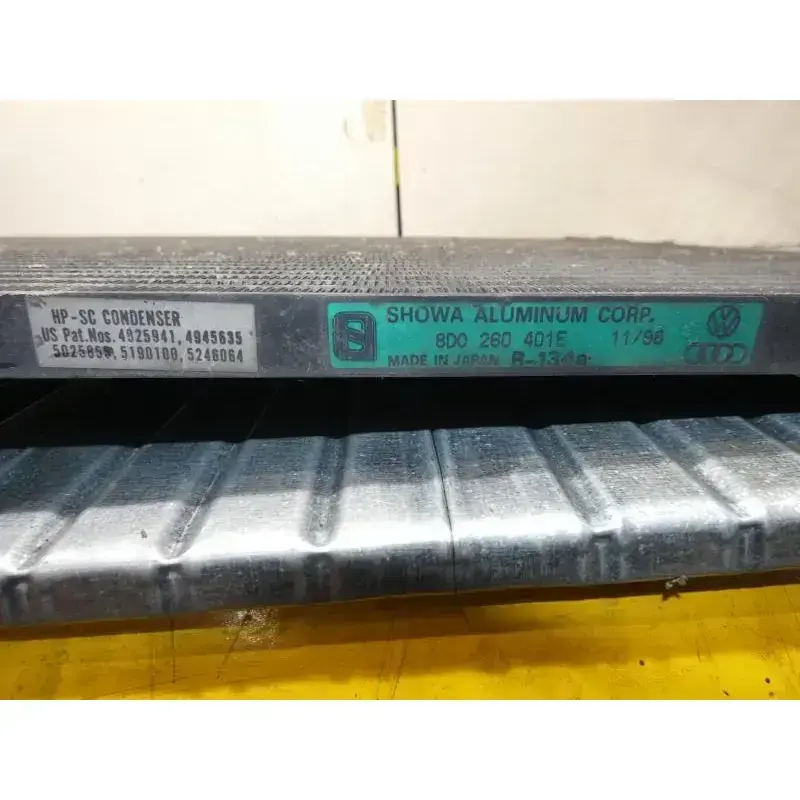 HP-SC CONDENSER
US Pat.Nos. 4825941, 4945635
5025855, 5190100, 5246064
S
SHOWA ALUMINUM CORP.
8D0 260 401E 11/98
MADE IN JAPAN R-134a